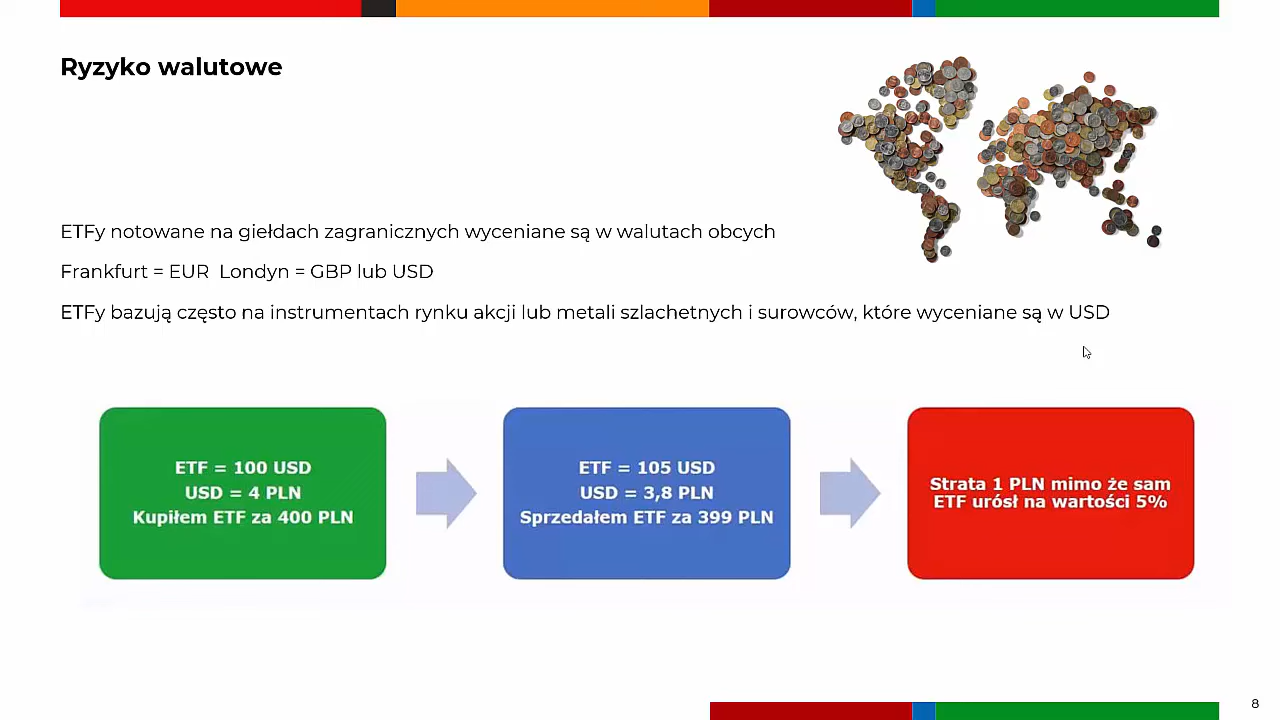 Ryzyko walutowe
ETFy notowane na giełdach zagranicznych wyceniane są w walutach obcych
Frankfurt = EUR  Londyn = GBP lub USD
ETFy bazują często na instrumentach rynku akcji lub metali szlachetnych i surowców, które wyceniane są w USD
ETF = 100 USD
USD = 4 PLN
Kupiłem ETF za 400 PLN
ETF = 105 USD
USD = 3,8 PLN
Sprzedałem ETF za 399 PLN
Strata 1 PLN mimo że sam
ETF urósł na wartości 5%
8